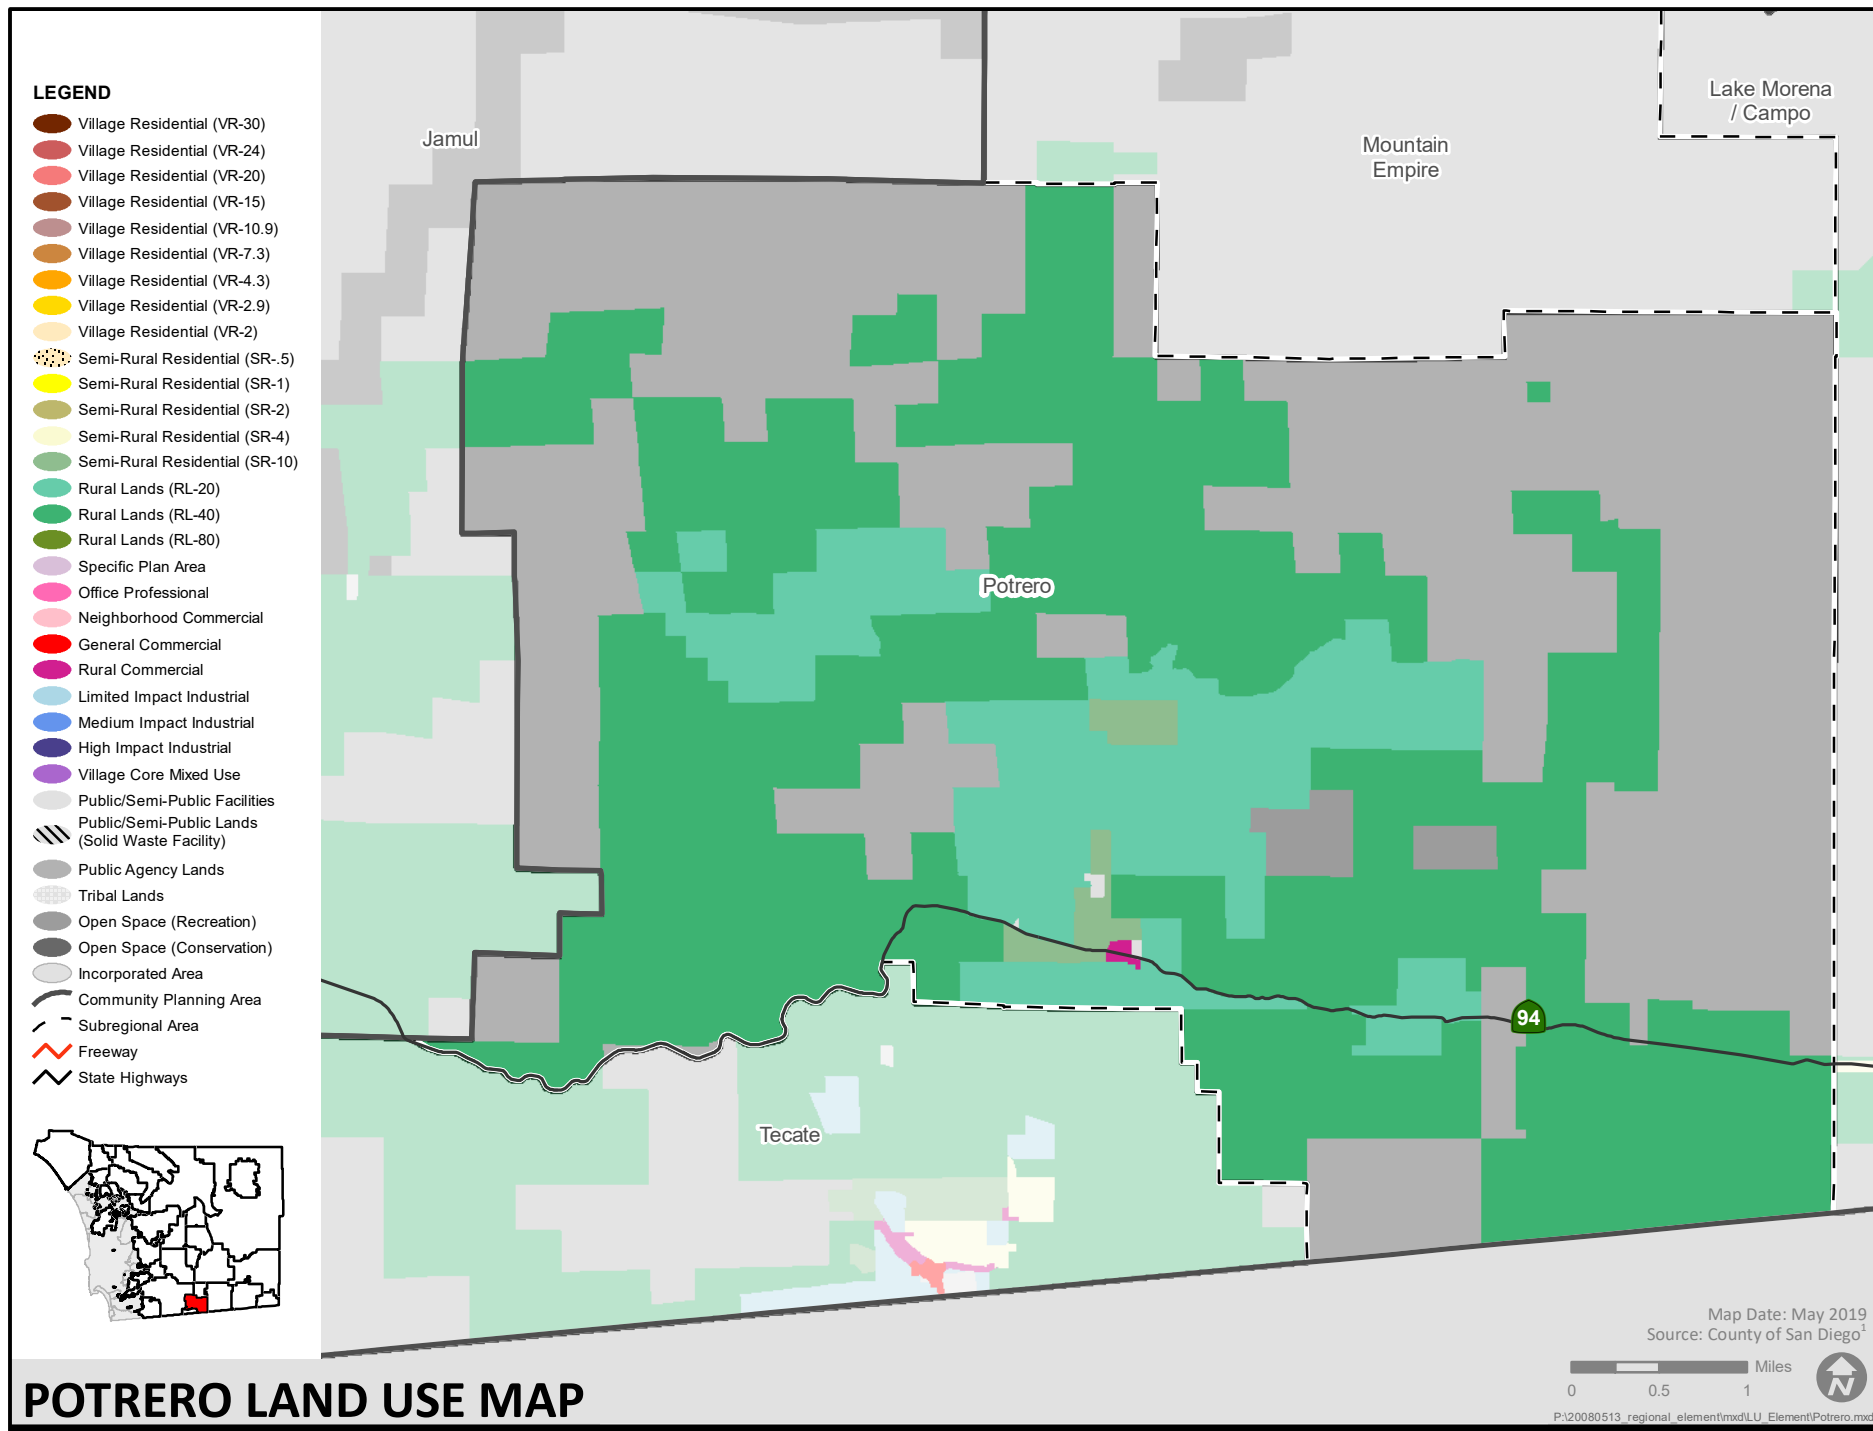 LEGEND
Village Residential (VR-30)
Village Residential (VR-24)
Village Residential (VR-20)
Village Residential (VR-15)
Village Residential (VR-10.9)
Village Residential (VR-7.3)
Village Residential (VR-4.3)
Village Residential (VR-2.9)
Village Residential (VR-2)
Semi-Rural Residential (SR-.5)
Semi-Rural Residential (SR-1)
Semi-Rural Residential (SR-2)
Semi-Rural Residential (SR-4)
Semi-Rural Residential (SR-10)
Rural Lands (RL-20)
Rural Lands (RL-40)
Rural Lands (RL-80)
Specific Plan Area
Office Professional
Neighborhood Commercial
General Commercial
Rural Commercial
Limited Impact Industrial
Medium Impact Industrial
High Impact Industrial
Village Core Mixed Use
Public/Semi-Public Facilities
Public/Semi-Public Lands
(Solid Waste Facility)
Public Agency Lands
Tribal Lands
Open Space (Recreation)
Open Space (Conservation)
Incorporated Area
Community Planning Area
Subregional Area
Freeway
State Highways
Jamul
Mountain
Empire
Lake Morena
/ Campo
Potrero
94
Tecate
Map Date: May 2019
Source: County of San Diego1
Miles
0 0.5 1
N
P:\20080513_regional_element\mxd\LU_Element\Potrero.mxd
POTRERO LAND USE MAP